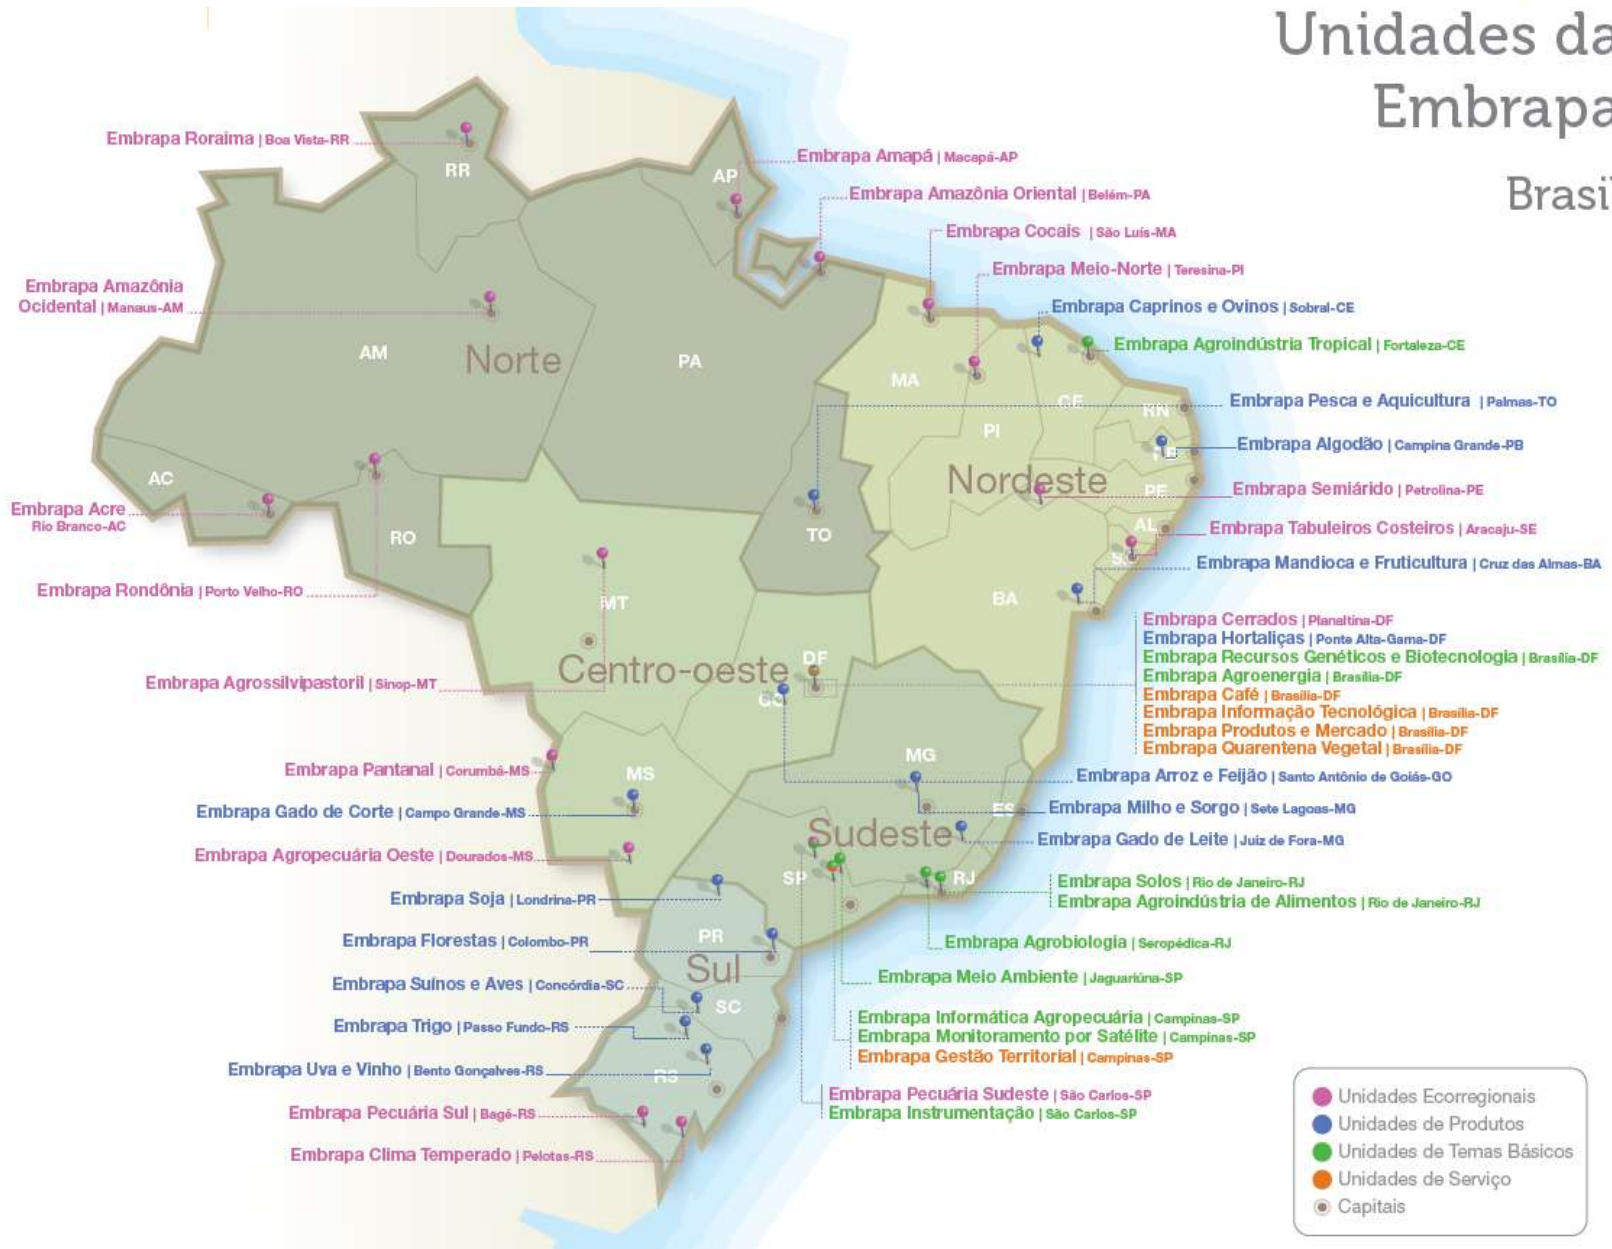 Unidades da
Embrapa
Brasil
Embrapa Roraima | Boa Vista-RR
RR
AP
Embrapa Amapá | Macapá-AP
Embrapa Amazônia Oriental | Belém-PA
Embrapa Cocais | São Luís-MA
Embrapa Meio-Norte | Teresina-PI
Embrapa Amazônia
Ocidental | Manaus-AM
Embrapa Caprinos e Ovinos | Sobral-CE
Embrapa Agroindústria Tropical | Fortaleza-CE
AM
Norte
PA
MA
CE
RN
PI
Embrapa Pesca e Aquicultura | Palmas-TO
Embrapa Algodão | Campina Grande-PB
PB
AC
Nordeste
PE
Embrapa Semiárido | Petrolina-PE
Embrapa Acre
Rio Branco-AC
AL
Embrapa Tabuleiros Costeiros | Aracaju-SE
RO
TO
Embrapa Mandioca e Fruticultura | Cruz das Almas-BA
Embrapa Rondônia | Porto Velho-RO
MT
BA
Embrapa Cerrados | Planaltina-DF
Embrapa Hortaliças | Ponte Alta-Gama-DF
Embrapa Recursos Genéticos e Biotecnologia | Brasília-DF
Embrapa Agroenergia | Brasília-DF
Embrapa Café | Brasília-DF
Embrapa Informação Tecnológica | Brasília-DF
Embrapa Produtos e Mercado | Brasília-DF
Embrapa Quarentena Vegetal | Brasília-DF
Centro-oeste
DF
GO
Embrapa Agrossilvipastoril | Sinop-MT
MG
Embrapa Pantanal | Corumbá-MS
MS
Embrapa Arroz e Feijão | Santo Antônio de Goiás-GO
Embrapa Gado de Corte | Campo Grande-MS
ES
Embrapa Milho e Sorgo | Sete Lagoas-MG
Sudeste
Embrapa Gado de Leite | Juiz de Fora-MG
Embrapa Agropecuária Oeste | Dourados-MS
SP
RJ
Embrapa Solos | Rio de Janeiro-RJ
Embrapa Agroindústria de Alimentos | Rio de Janeiro-RJ
Embrapa Soja | Londrina-PR
PR
Embrapa Florestas | Colombo-PR
Embrapa Agrobiologia | Seropédica-RJ
Sul
Embrapa Meio Ambiente | Jaguariúna-SP
Embrapa Suínos e Aves | Concórdia-SC
SC
Embrapa Informática Agropecuária | Campinas-SP
Embrapa Monitoramento por Satélite | Campinas-SP
Embrapa Gestão Territorial | Campinas-SP
Embrapa Trigo | Passo Fundo-RS
Embrapa Uva e Vinho | Bento Gonçalves-RS
RS
Embrapa Pecuária Sudeste | São Carlos-SP
Embrapa Instrumentação | São Carlos-SP
Embrapa Pecuária Sul | Bagé-RS
Embrapa Clima Temperado | Pelotas-RS
Unidades Ecorregionais
Unidades de Produtos
Unidades de Temas Básicos
Unidades de Serviço
Capitais